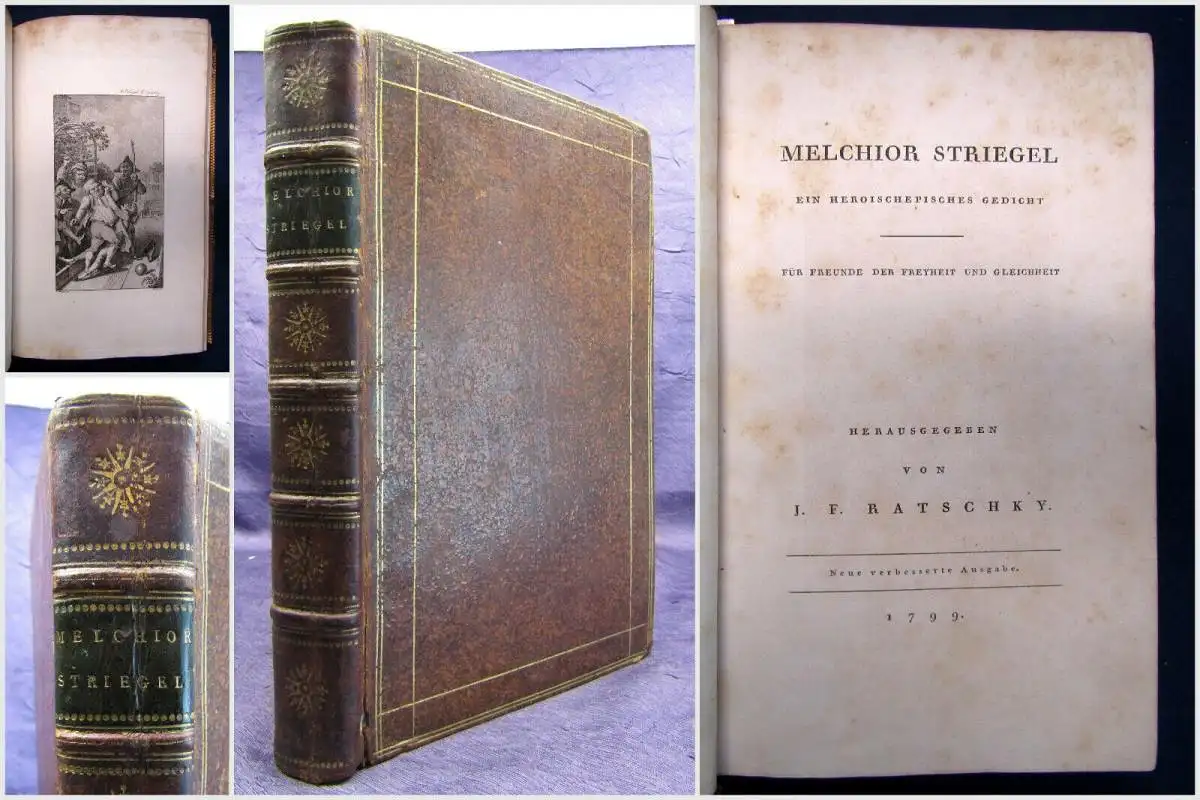 MELCHIOR
STRIEGEL
MELCHIOR
STRIEGEL
MELCHIOR STRIEGEL
EIN HEROISCHEPISCHES GEDICHT
FÜR FREUNDE DER FREYHEIT UND GLEICHHEIT
HERAUSGEGEBEN
VON
J. F. RATSCHKY.
Neue verbesserte Ausgabe.
1799.